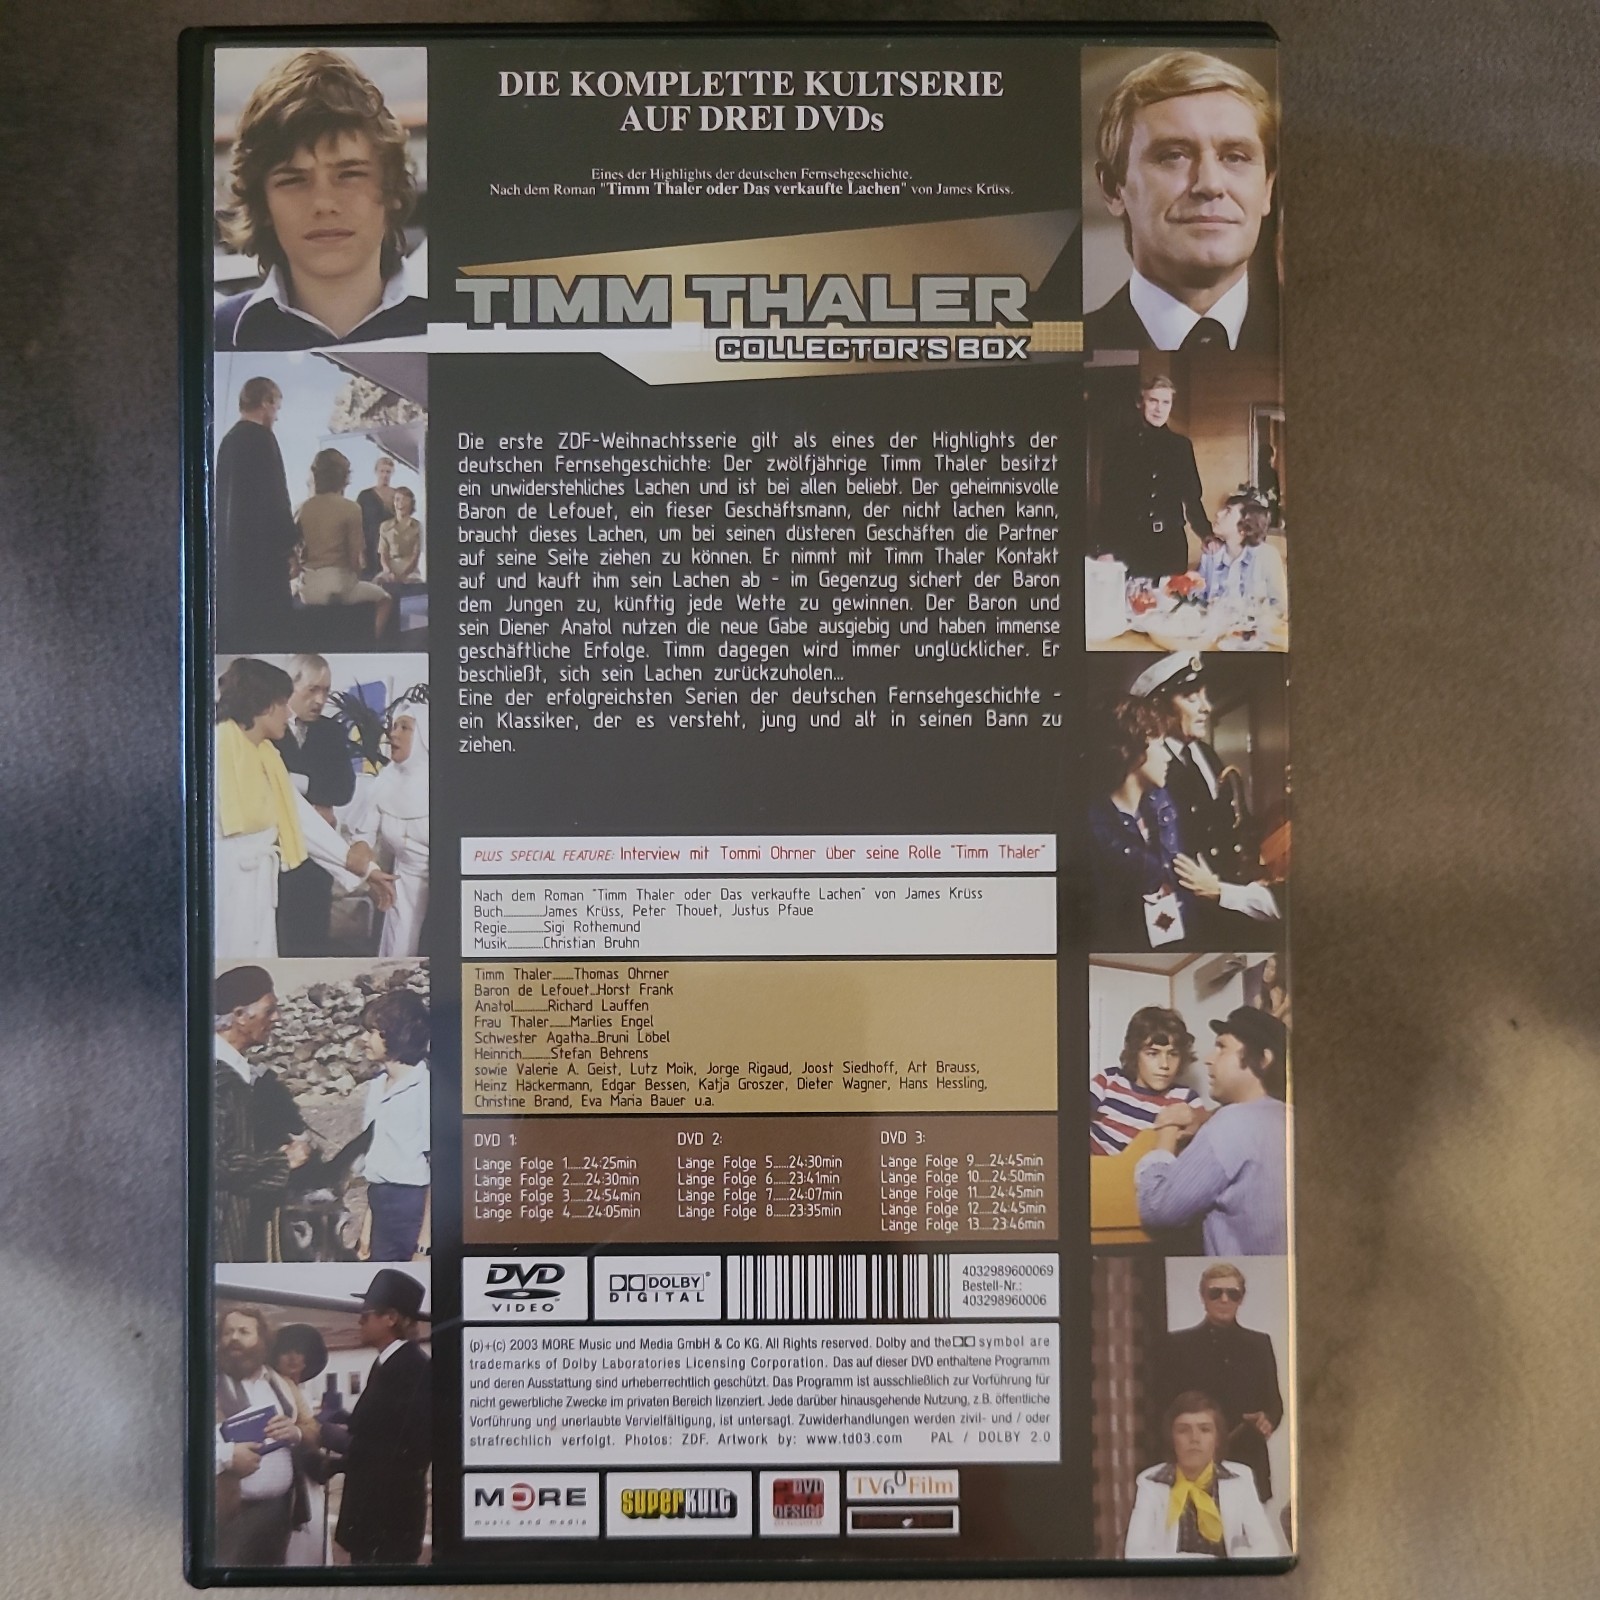 DIE KOMPLETTE KULTSERIE
AUF DREI DVDs
Eines der Highlights der deutschen Fernsehgeschichte.
Nach dem Roman "Timm Thaler oder Das verkaufte Lachen" von James Krüss.
TIMM THALER
COLLECTOR'S BOX
Die erste ZDF-Weihnachtsserie gilt als eines der Highlights der
deutschen Fernsehgeschichte: Der zwölfjährige Timm Thaler besitzt
ein unwiderstehliches Lachen und ist bei allen beliebt. Der geheimnisvolle
Baron de Lefouet, ein fieser Geschäftsmann, der nicht lachen kann,
braucht dieses Lachen, um bei seinen düsteren Geschäften die Partner
auf seine Seite ziehen zu können. Er nimmt mit Timm Thaler Kontakt
auf und kauft ihm sein Lachen ab - im Gegenzug sichert der Baron
dem Jungen zu, künftig jede Wette zu gewinnen. Der Baron und
sein Diener Anatol nutzen die neue Gabe ausgiebig und haben immense
geschäftliche Erfolge. Timm dagegen wird immer unglücklicher. Er
beschließt, sich sein Lachen zurückzuholen...
Eine der erfolgreichsten Serien der deutschen Fernsehgeschichte -
ein Klassiker, der es versteht, jung und alt in seinen Bann zu
ziehen.
PLUS SPECIAL FEATURE: Interview mit Tommi Ohrner über seine Rolle "Timm Thaler"
Nach dem Roman "Timm Thaler oder Das verkaufte Lachen" von James Krüss
Buch......James Krüss, Peter Thouet, Justus Pfaue
Regie......Sigi Rothemund
Musik......Christian Bruhn
Timm Thaler......Thomas Ohrner
Baron de Lefouet...Horst Frank
Anatol......Richard Lauffen
Frau Thaler......Marlies Engel
Schwester Agatha...Bruni Löbel
Heinrich......Stefan Behrens
sowie Valerie A. Geist, Lutz Moik, Jorge Rigaud, Joost Siedhoff, Art Brauss,
Heinz Häckermann, Edgar Bessen, Katja Groszer, Dieter Wagner, Hans Hessling,
Christine Brand, Eva Maria Bauer u.a.
DVD 1:
Länge Folge 1.....24:25min
Länge Folge 2.....24:30min
Länge Folge 3.....24:54min
Länge Folge 4.....24:05min
DVD 2:
Länge Folge 5.....24:30min
Länge Folge 6.....23:41min
Länge Folge 7.....24:07min
Länge Folge 8.....23:35min
DVD 3:
Länge Folge 9.....24:45min
Länge Folge 10.....24:50min
Länge Folge 11.....24:45min
Länge Folge 12.....24:45min
Länge Folge 13.....23:46min
DVD
VIDEO
DOLBY
DIGITAL
4032989600069
Bestell-Nr.:
403298960006
(p)+(c) 2003 MORE Music und Media GmbH & Co KG. All Rights reserved. Dolby and the symbol are
trademarks of Dolby Laboratories Licensing Corporation. Das auf dieser DVD enthaltene Programm
und deren Ausstattung sind urheberrechtlich geschützt. Das Programm ist ausschließlich zur Vorführung für
nicht gewerbliche Zwecke im privaten Bereich lizenziert. Jede darüber hinausgehende Nutzung, z.B. öffentliche
Vorführung und unerlaubte Vervielfältigung, ist untersagt. Zuwiderhandlungen werden zivil- und / oder
strafrechlich verfolgt. Photos: ZDF. Artwork by: www.td03.com PAL / DOLBY 2.0
MORE
music and media
SUPERKULT
DVD
DESIGN
TV60Film